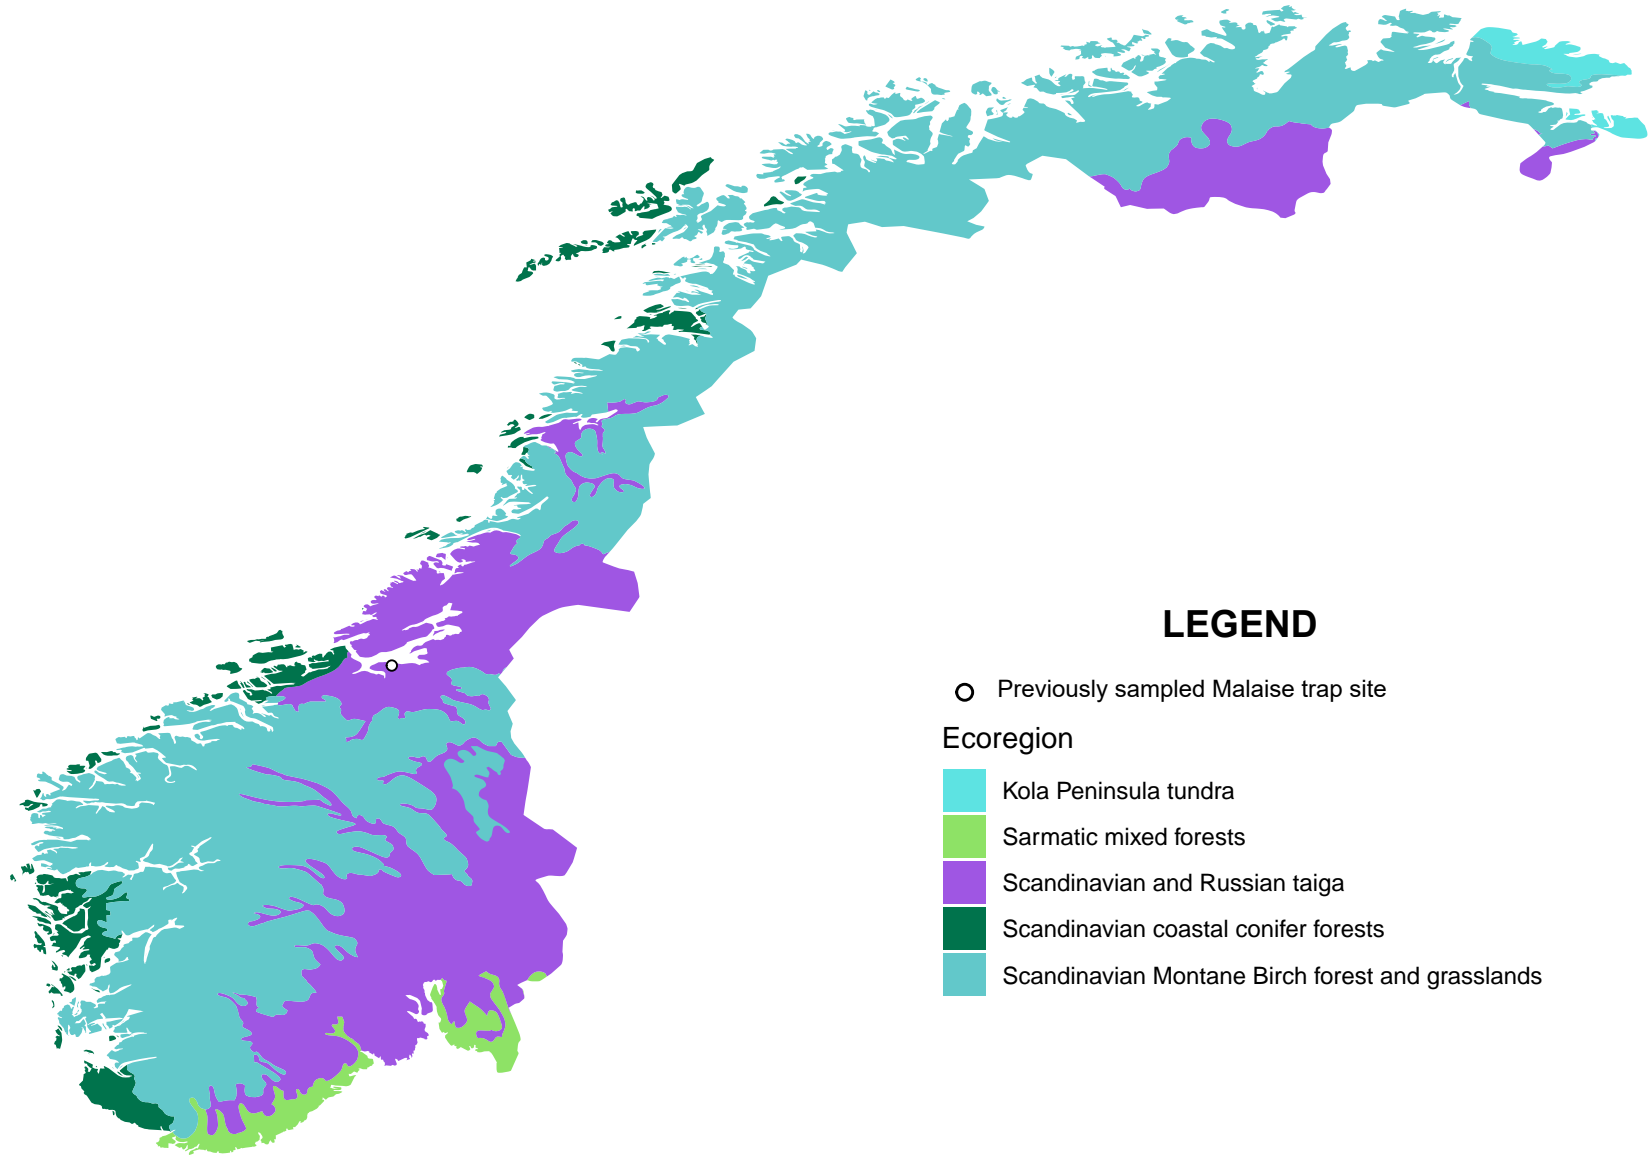 LEGEND
Previously sampled Malaise trap site
Ecoregion
Kola Peninsula tundra
Sarmatic mixed forests
Scandinavian and Russian taiga
Scandinavian coastal conifer forests
Scandinavian Montane Birch forest and grasslands